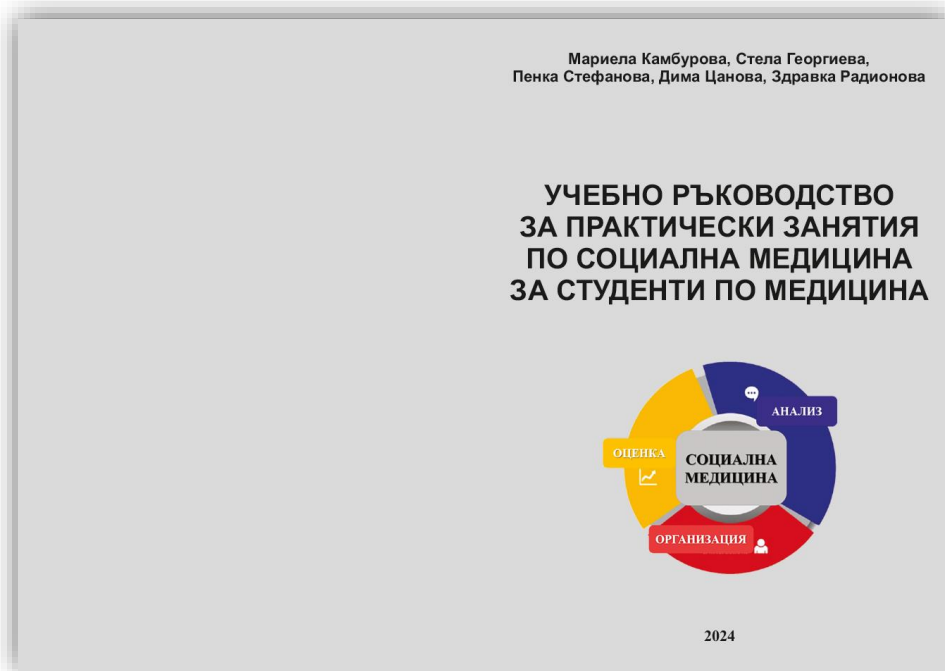 Мариела Камбурова, Стела Георгиева,
Пенка Стефанова, Дима Цанова, Здравка Радионова
УЧЕБНО РЪКОВОДСТВО
ЗА ПРАКТИЧЕСКИ ЗАНЯТИЯ
ПО СОЦИАЛНА МЕДИЦИНА
ЗА СТУДЕНТИ ПО МЕДИЦИНА
АНАЛИЗ
ОЦЕНКА
СОЦИАЛНА
МЕДИЦИНА
ОРГАНИЗАЦИЯ
2024